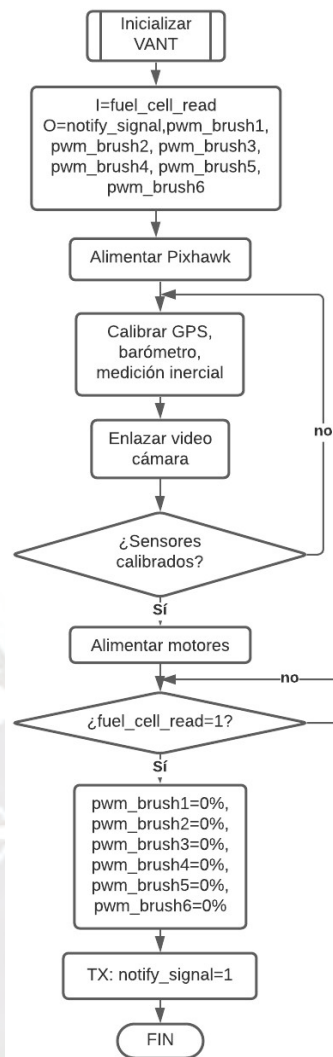 Inicializar
VANT
I=fuel_cell_read
O=notify_signal,pwm_brush1,
pwm_brush2, pwm_brush3,
pwm_brush4, pwm_brush5,
pwm_brush6
Alimentar Pixhawk
Calibrar GPS,
barómetro,
medición inercial
Enlazar video
cámara
no
¿Sensores
calibrados?
Sí
Alimentar motores
no
¿fuel_cell_read=1?
Sí
pwm_brush1=0%,
pwm_brush2=0%,
pwm_brush3=0%,
pwm_brush4=0%,
pwm_brush5=0%,
pwm_brush6=0%
TX: notify_signal=1
FIN